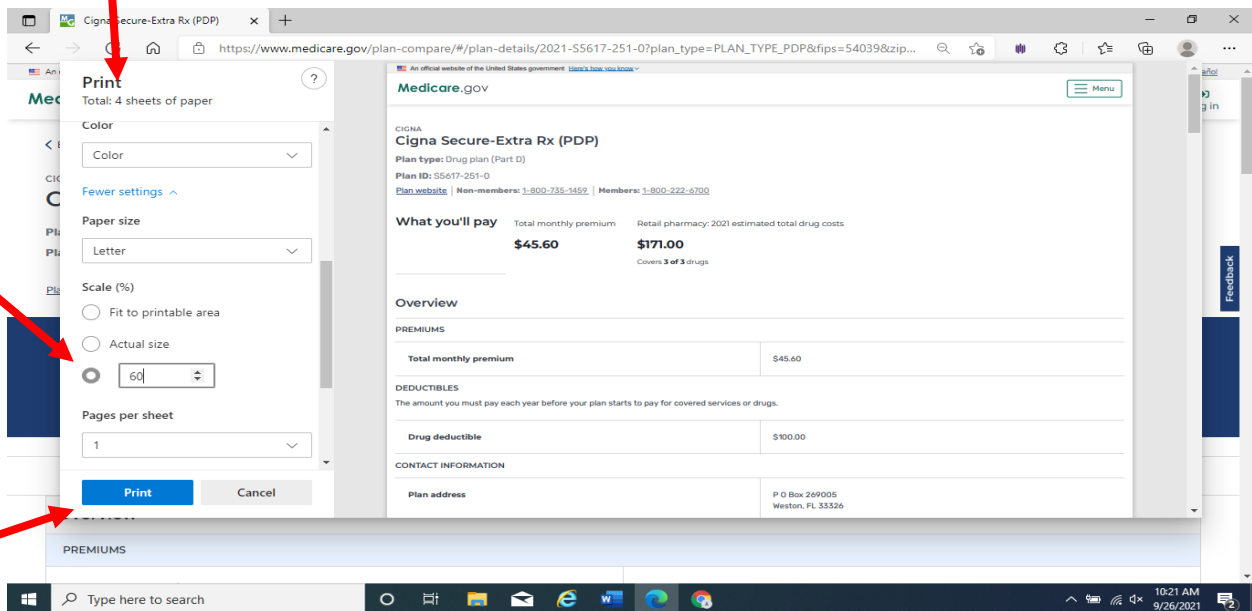 Cigna Secure-Extra Rx (PDP)
https://www.medicare.gov/plan-compare/#/plan-details/2021-S5617-251-0?plan_type=PLAN_TYPE_PDP&fips=54039&zip...
Print
Total: 4 sheets of paper
?
Color
Color
Fewer settings
Paper size
Letter
Scale (%)
Fit to printable area
Actual size
60
Pages per sheet
1
Print Cancel
An official website of the United States government Here's how you know
Medicare.gov
Menu
CIGNA
Cigna Secure-Extra Rx (PDP)
Plan type: Drug plan (Part D)
Plan ID: S5617-251-0
Plan website | Non-members: 1-800-735-1459 | Members: 1-800-222-6700
What you'll pay Total monthly premium Retail pharmacy: 2021 estimated total drug costs
$45.60 $171.00
Covers 3 of 3 drugs
Overview
PREMIUMS
Total monthly premium $45.60
DEDUCTIBLES
The amount you must pay each year before your plan starts to pay for covered services or drugs.
Drug deductible $100.00
CONTACT INFORMATION
Plan address P O Box 269005
Weston, FL 33326
Feedback
PREMIUMS
Type here to search
10:21 AM
9/26/2021
2